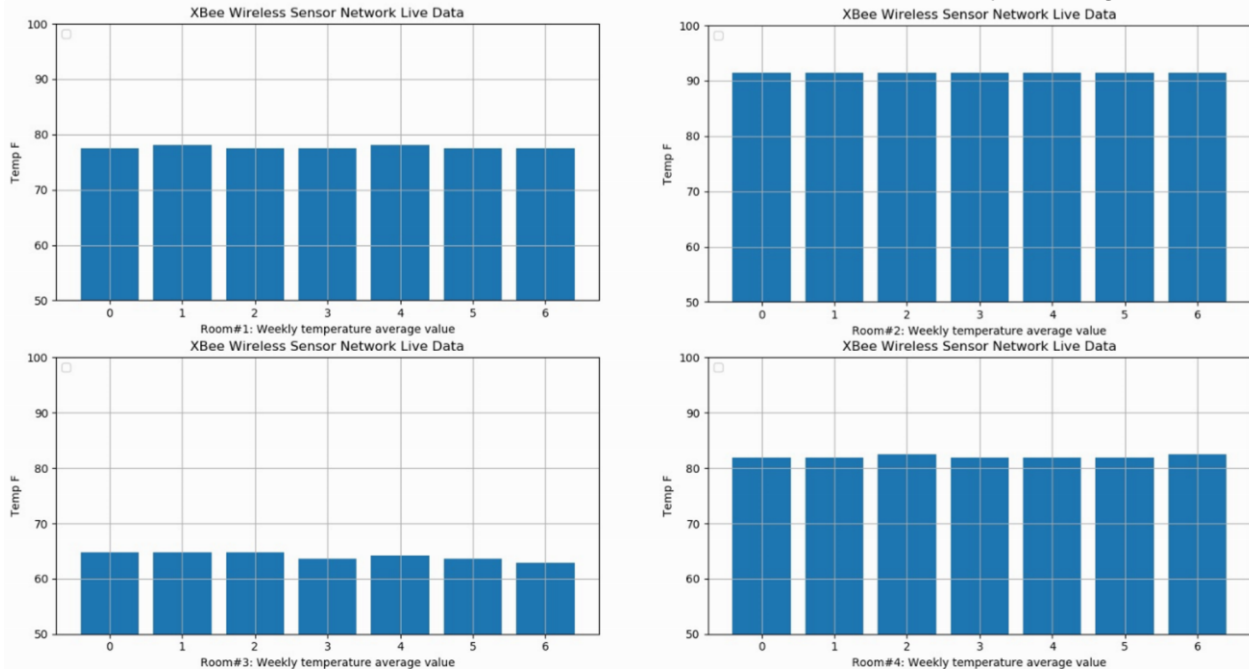 XBee Wireless Sensor Network Live Data
100
90
80
70
60
50
Temp F
0 1 2 3 4 5 6
Room#1: Weekly temperature average value
XBee Wireless Sensor Network Live Data
100
90
80
70
60
50
Temp F
0 1 2 3 4 5 6
Room#2: Weekly temperature average value
XBee Wireless Sensor Network Live Data
100
90
80
70
60
50
Temp F
0 1 2 3 4 5 6
Room#3: Weekly temperature average value
XBee Wireless Sensor Network Live Data
100
90
80
70
60
50
Temp F
0 1 2 3 4 5 6
Room#4: Weekly temperature average value